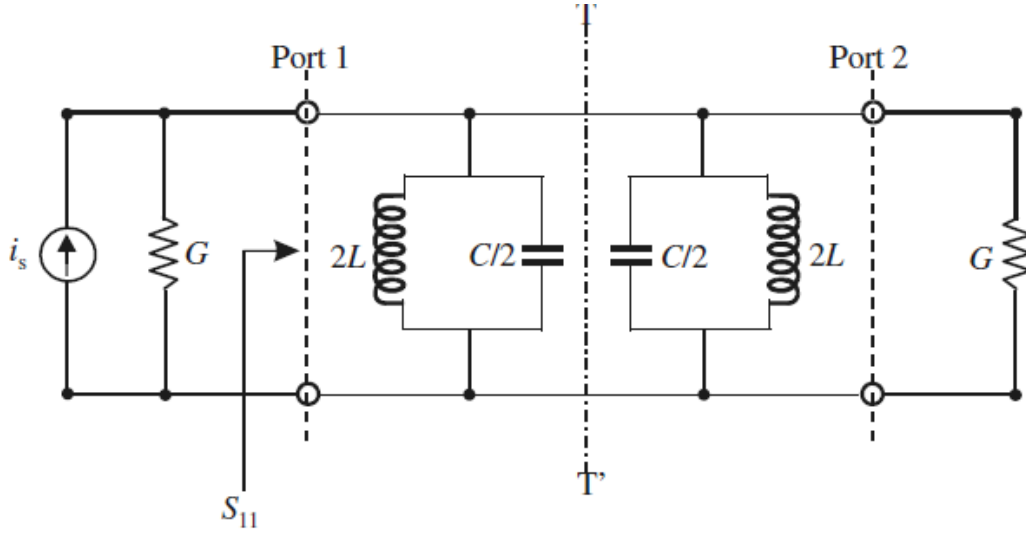 T
Port 1
Port 2
i_s
G
2L
C/2
C/2
2L
G
S_11
T’